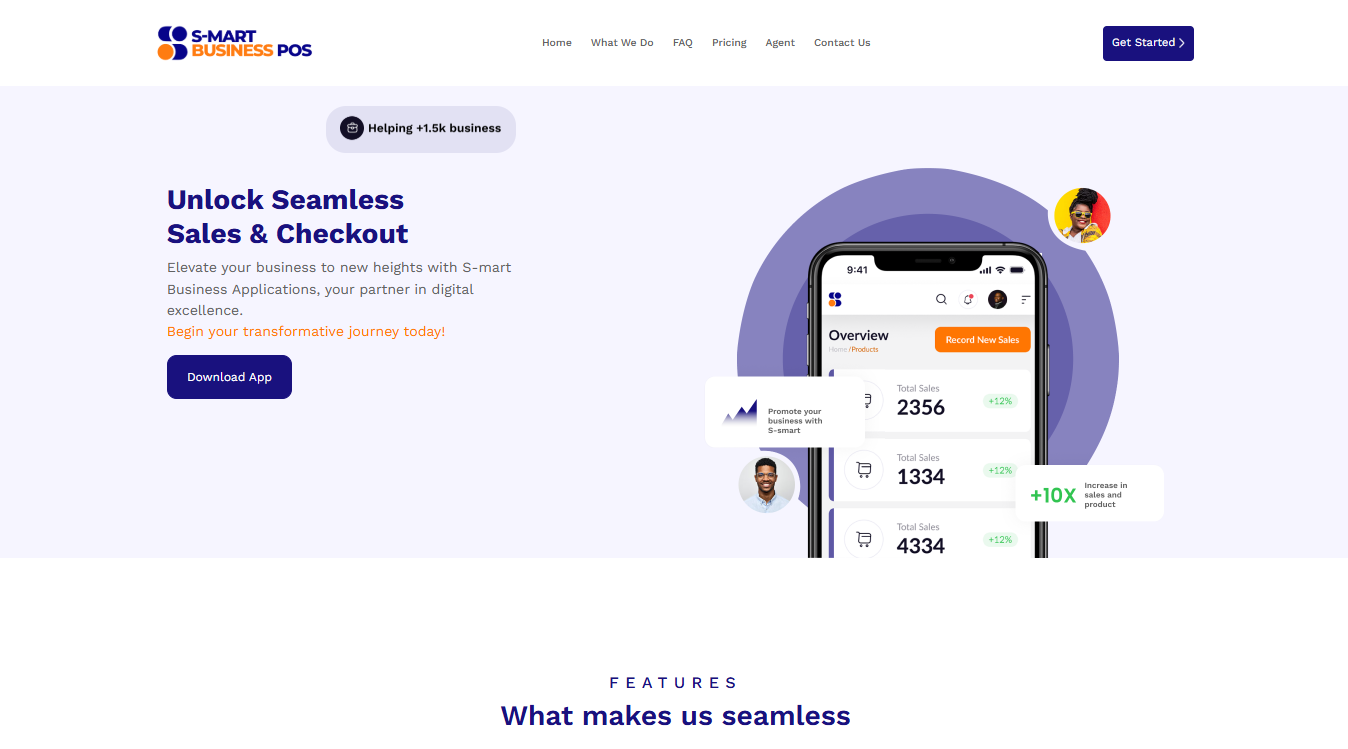 S-MART
BUSINESS POS
Home
What We Do
FAQ
Pricing
Agent
Contact Us
Get Started
Helping +1.5k business
Unlock Seamless
Sales & Checkout
Elevate your business to new heights with S-mart
Business Applications, your partner in digital
excellence.
Begin your transformative journey today!
Download App
9:41
Overview
Home /Products
Record New Sales
Total Sales
2356
+12%
Promote your
business with
S-smart
Total Sales
1334
+12%
+10X
Increase in
sales and
product
Total Sales
4334
+12%
FEATURES
What makes us seamless